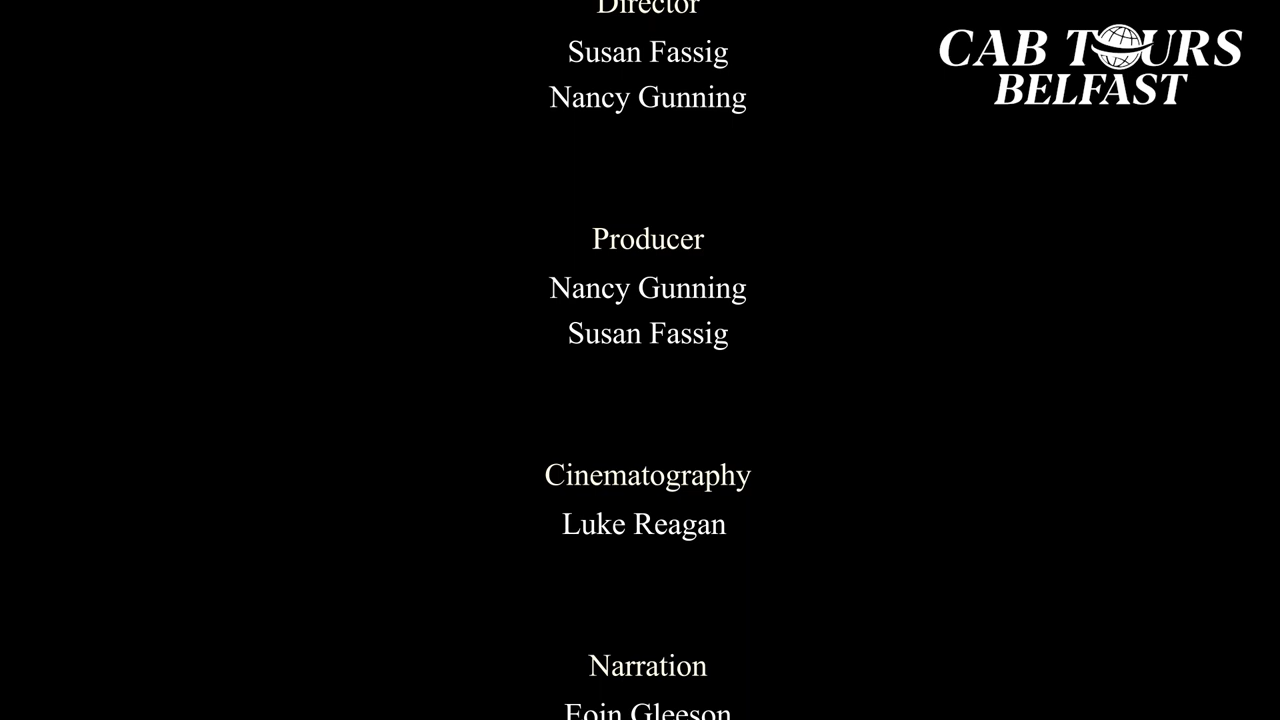 Director
Susan Fassig
Nancy Gunning
CAB TOURS
BELFAST
Producer
Nancy Gunning
Susan Fassig
Cinematography
Luke Reagan
Narration
Eoin Gleeson